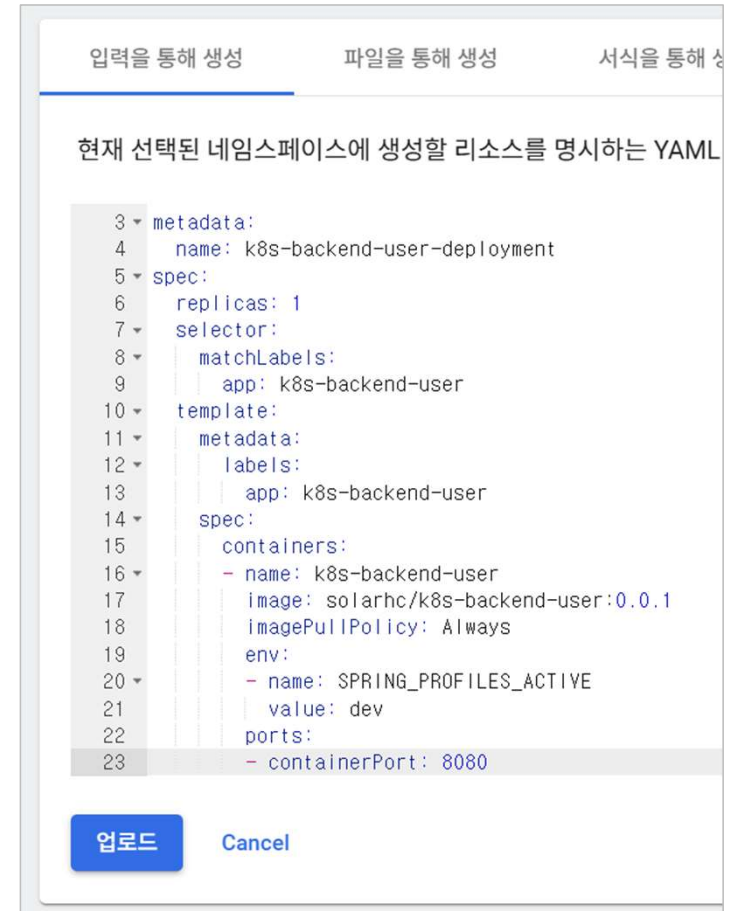 입력을 통해 생성
파일을 통해 생성
서식을 통해
현재 선택된 네임스페이스에 생성할 리소스를 명시하는 YAML
3 metadata:
4 name: k8s-backend-user-deployment
5 spec:
6 replicas: 1
7 selector:
8 matchLabels:
9 app: k8s-backend-user
10 template:
11 metadata:
12 labels:
13 app: k8s-backend-user
14 spec:
15 containers:
16 - name: k8s-backend-user
17 image: solarhc/k8s-backend-user:0.0.1
18 imagePullPolicy: Always
19 env:
20 - name: SPRING_PROFILES_ACTIVE
21 value: dev
22 ports:
23 - containerPort: 8080
업로드
Cancel